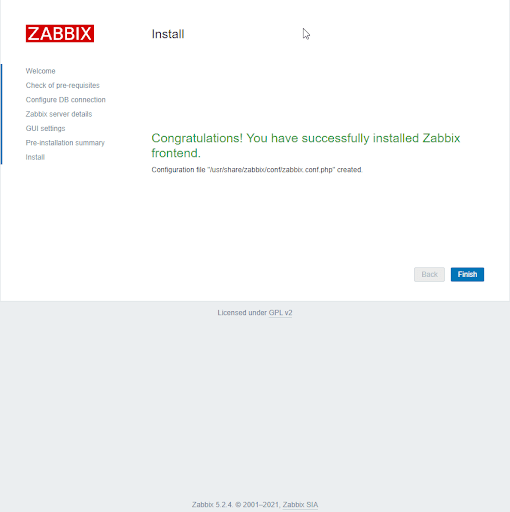 ZABBIX
Install
Welcome
Check of pre-requisites
Configure DB connection
Zabbix server details
GUI settings
Pre-installation summary
Install
Congratulations! You have successfully installed Zabbix
frontend.
Configuration file "/usr/share/zabbix/conf/zabbix.conf.php" created.
Back
Finish
Licensed under GPL v2
Zabbix 5.2.4. © 2001–2021, Zabbix SIA